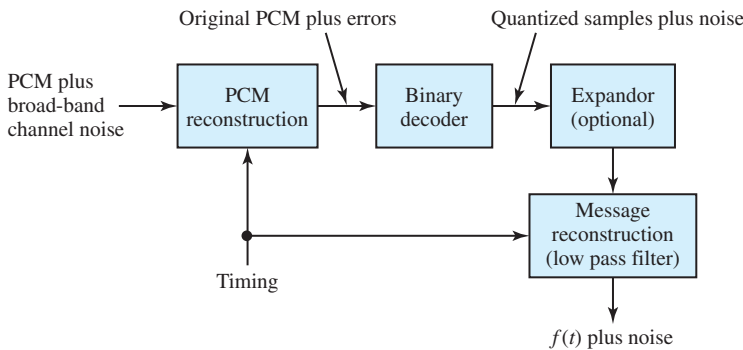 Original PCM plus errors
Quantized samples plus noise
PCM plus
broad-band
channel noise
PCM
reconstruction
Binary
decoder
Expandor
(optional)
Message
reconstruction
(low pass filter)
Timing
f(t) plus noise